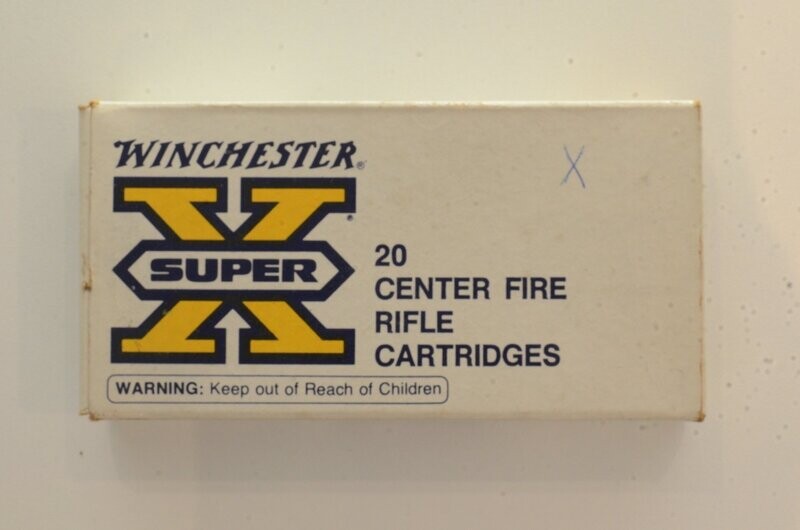 WINCHESTER®
X
SUPER
X
®
20
CENTER FIRE
RIFLE
CARTRIDGES
WARNING: Keep out of Reach of Children